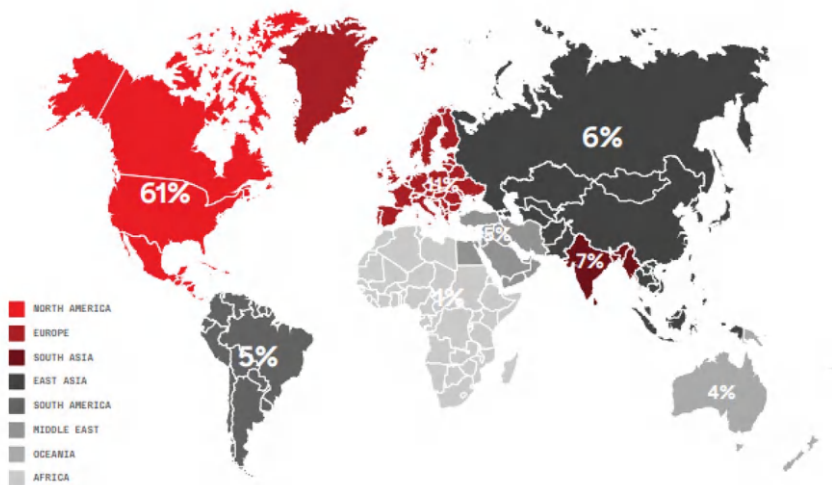 6%
61%
11%
5%
7%
1%
NORTH AMERICA
EUROPE
SOUTH ASIA
EAST ASIA
SOUTH AMERICA
MIDDLE EAST
OCEANIA
AFRICA
5%
4%